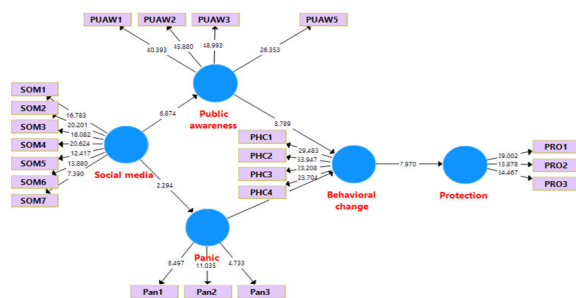 PUAW1
PUAW2
PUAW3
PUAW5
40.393
45.880
48.993
26.353
Public
awareness
SOM1
SOM2
SOM3
SOM4
SOM5
SOM6
SOM7
16.783
20.201
16.082
20.624
12.417
13.880
7.390
Social media
6.874
2.294
8.789
PHC1
PHC2
PHC3
PHC4
29.483
33.947
23.704
Behavioral
change
7.970
PRO1
PRO2
PRO3
29.002
13.878
34.467
Protection
Panic
8.497
11.035
4.733
Pan1
Pan2
Pan3